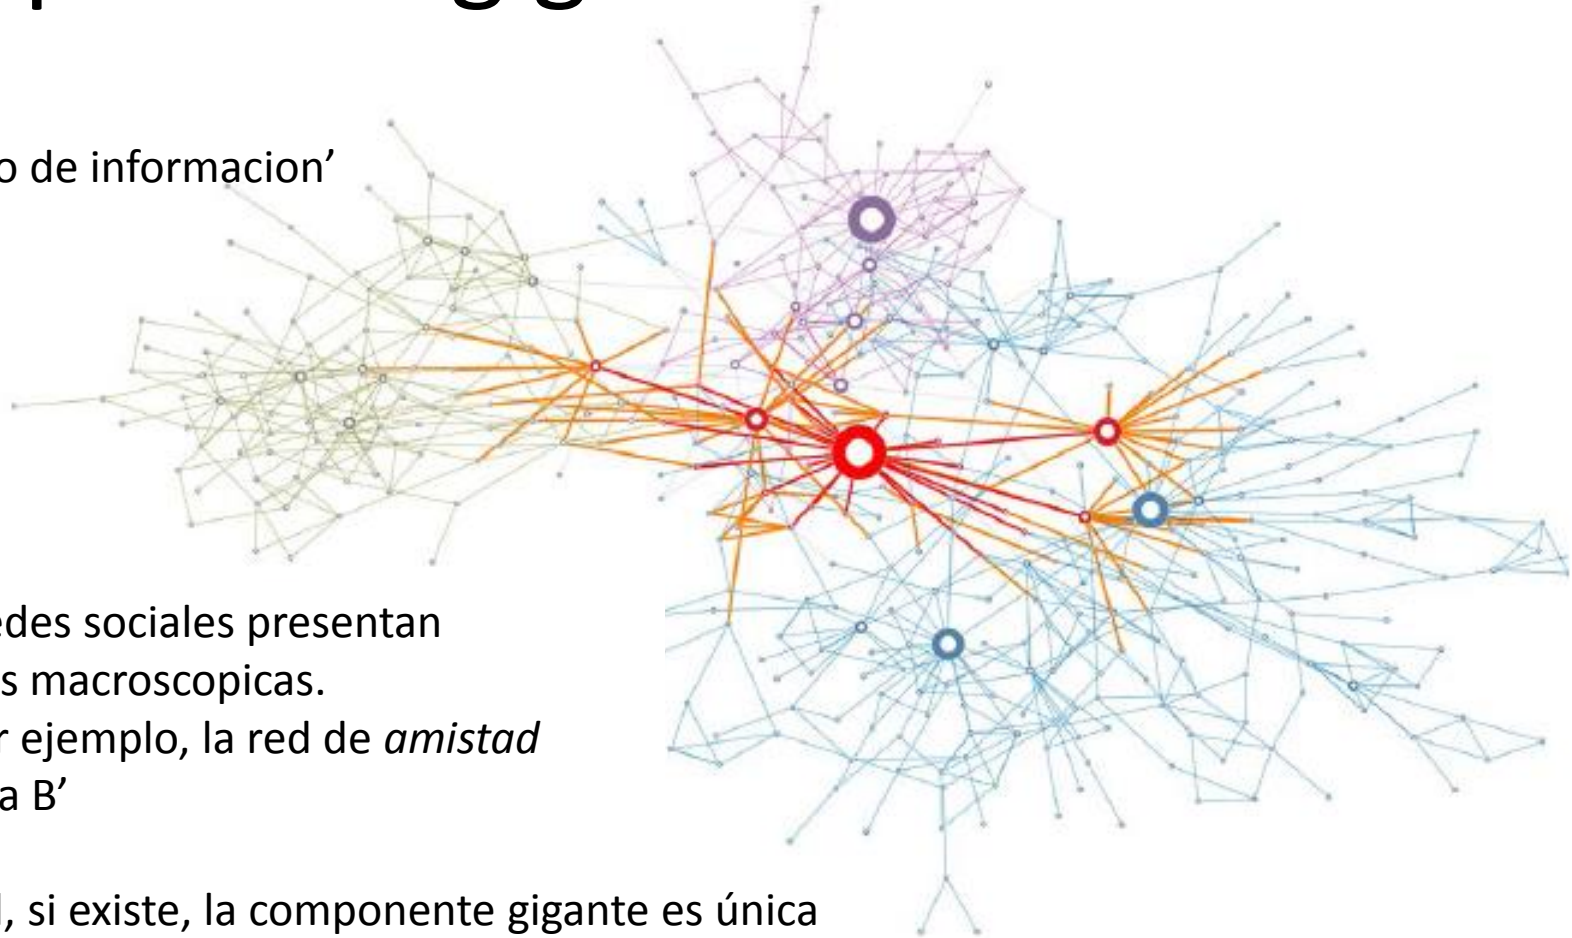 o de informacion’
edes sociales presentan
s macroscopicas.
r ejemplo, la red de amistad
a B’
, si existe, la componente gigante es única